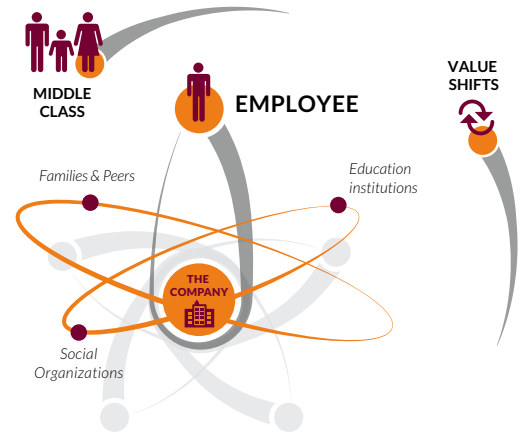 MIDDLE
CLASS
EMPLOYEE
VALUE
SHIFTS
Families & Peers
Education
institutions
THE
COMPANY
Social
Organizations